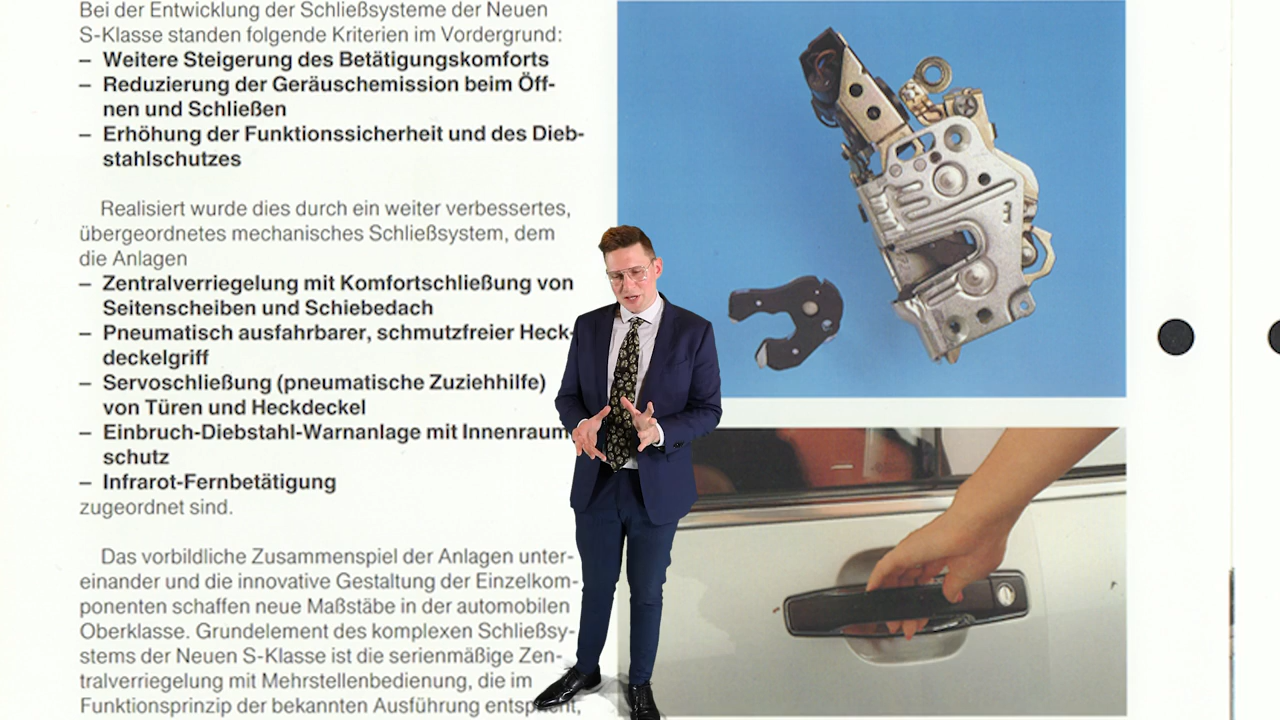 Bei der Entwicklung der Schließsysteme der Neuen
S-Klasse standen folgende Kriterien im Vordergrund:
– Weitere Steigerung des Betätigungskomforts
– Reduzierung der Geräuschemission beim Öff-
nen und Schließen
– Erhöhung der Funktionssicherheit und des Dieb-
stahlschutzes
Realisiert wurde dies durch ein weiter verbessertes,
übergeordnetes mechanisches Schließsystem, dem
die Anlagen
– Zentralverriegelung mit Komfortschließung von
Seitenscheiben und Schiebedach
– Pneumatisch ausfahrbarer, schmutzfreier Heck-
deckelgriff
– Servoschließung (pneumatische Zuziehhilfe)
von Türen und Heckdeckel
– Einbruch-Diebstahl-Warnanlage mit Innenraum
schutz
– Infrarot-Fernbetätigung
zugeordnet sind.
Das vorbildliche Zusammenspiel der Anlagen unter-
einander und die innovative Gestaltung der Einzelkom-
ponenten schaffen neue Maßstäbe in der automobilen
Oberklasse. Grundelement des komplexen Schließsy-
stems der Neuen S-Klasse ist die serienmäßige Zen-
tralverriegelung mit Mehrstellenbedienung, die im
Funktionsprinzip der bekannten Ausführung entspricht,